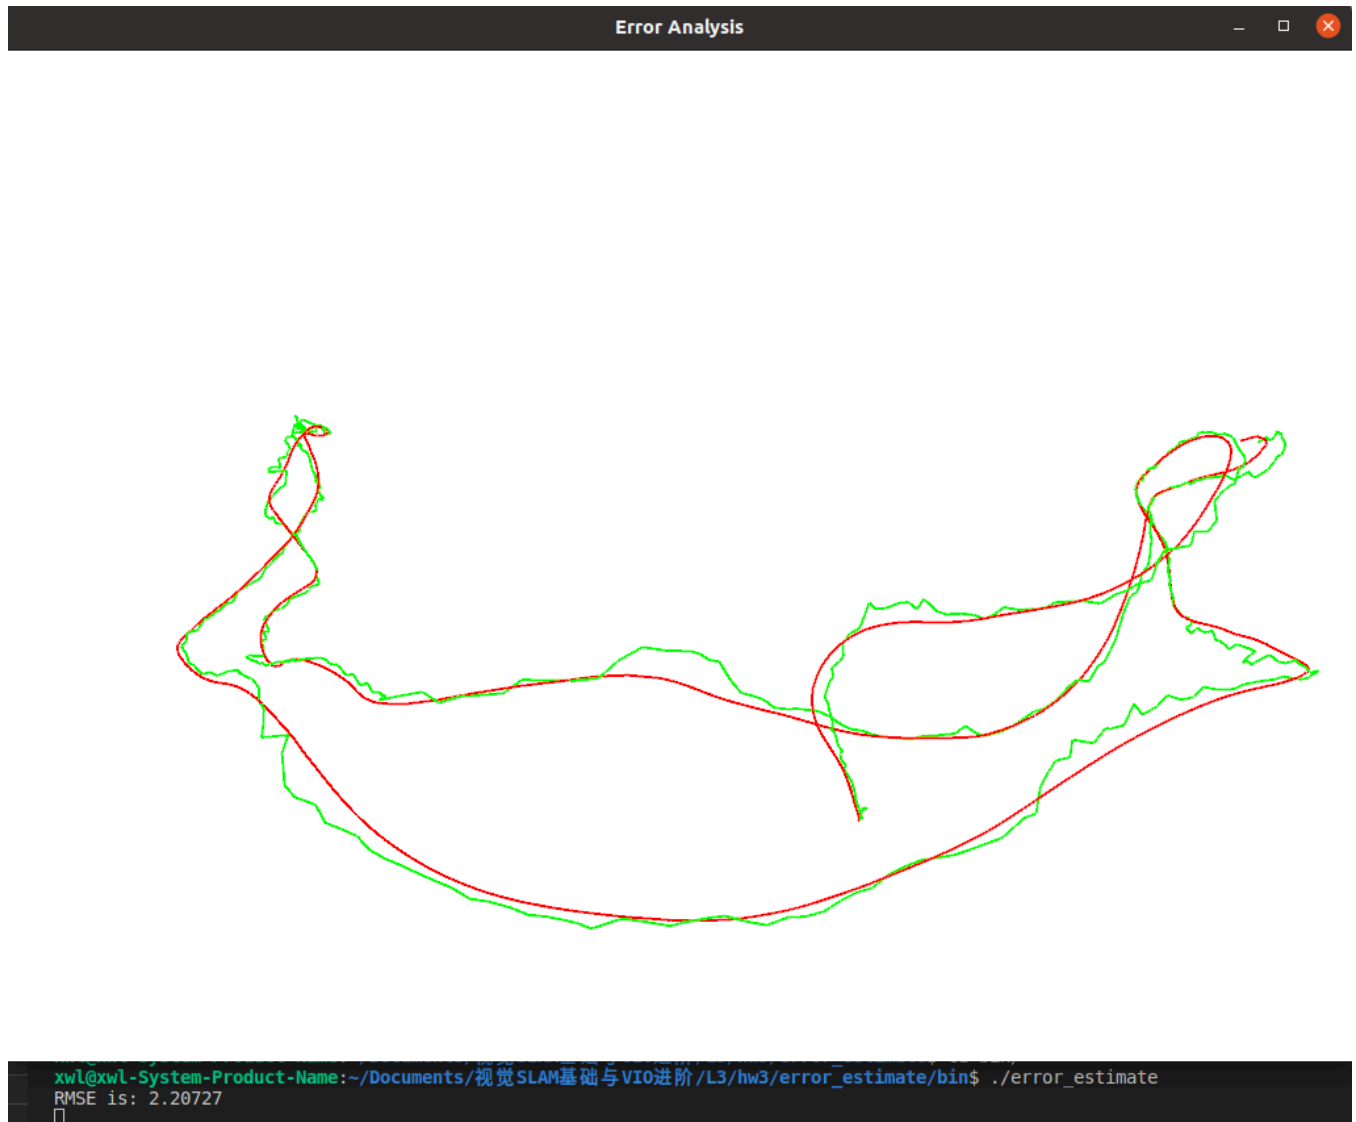 Error Analysis
xwl@xwl-System-Product-Name:~/Documents/视觉SLAM基础与VIO进阶/L3/hw3/error_estimate/bin$ ./error_estimate
RMSE is: 2.20727